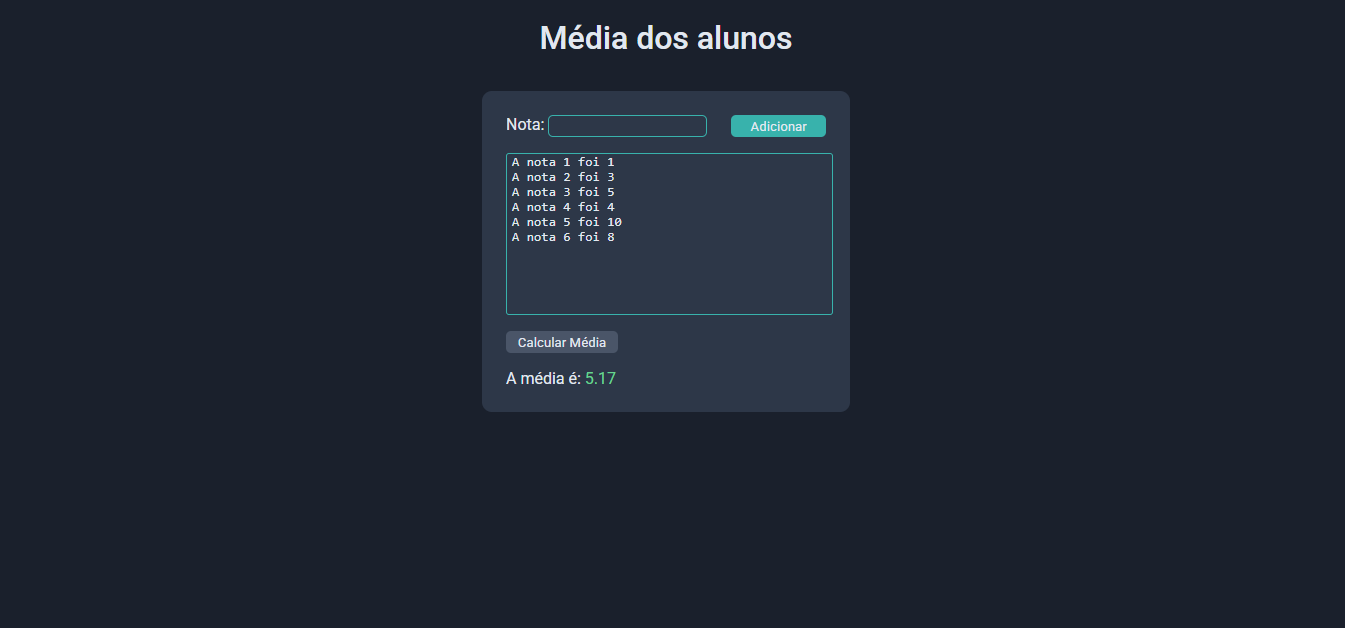 Média dos alunos
Nota: Adicionar
A nota 1 foi 1
A nota 2 foi 3
A nota 3 foi 5
A nota 4 foi 4
A nota 5 foi 10
A nota 6 foi 8
Calcular Média
A média é: 5.17